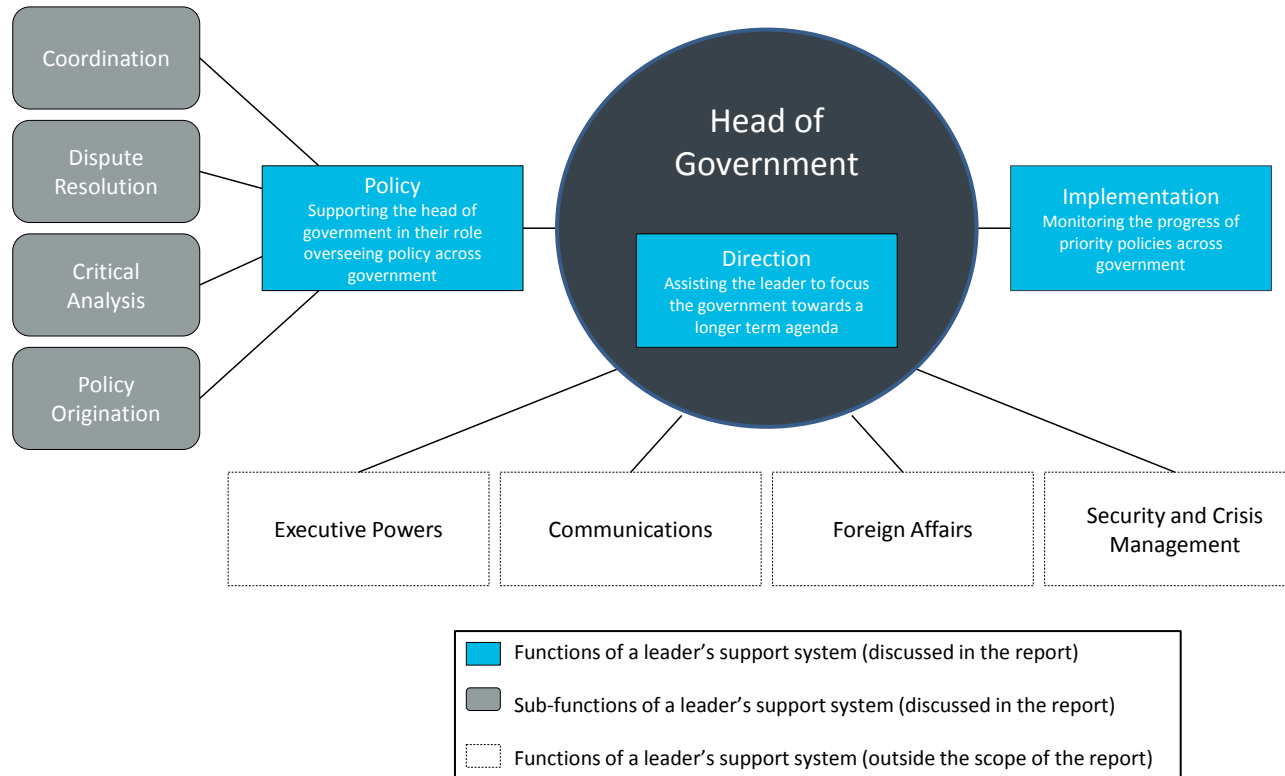 Coordination
Dispute
Resolution
Critical
Analysis
Policy
Origination
Policy
Supporting the head of
government in their role
overseeing policy across
government
Head of
Government
Direction
Assisting the leader to focus
the government towards a
longer term agenda
Implementation
Monitoring the progress of
priority policies across
government
Executive Powers
Communications
Foreign Affairs
Security and Crisis
Management
Functions of a leader’s support system (discussed in the report)
Sub-functions of a leader’s support system (discussed in the report)
Functions of a leader’s support system (outside the scope of the report)